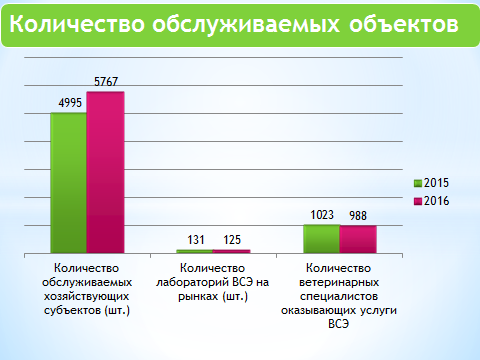 Количество обслуживаемых объектов
4995
5767
131
125
1023
988
2015
2016
Количество
обслуживаемых
хозяйствующих
субъектов (шт.)
Количество
лабораторий ВСЭ на
рынках (шт.)
Количество
ветеринарных
специалистов
оказывающих услуги
ВСЭ